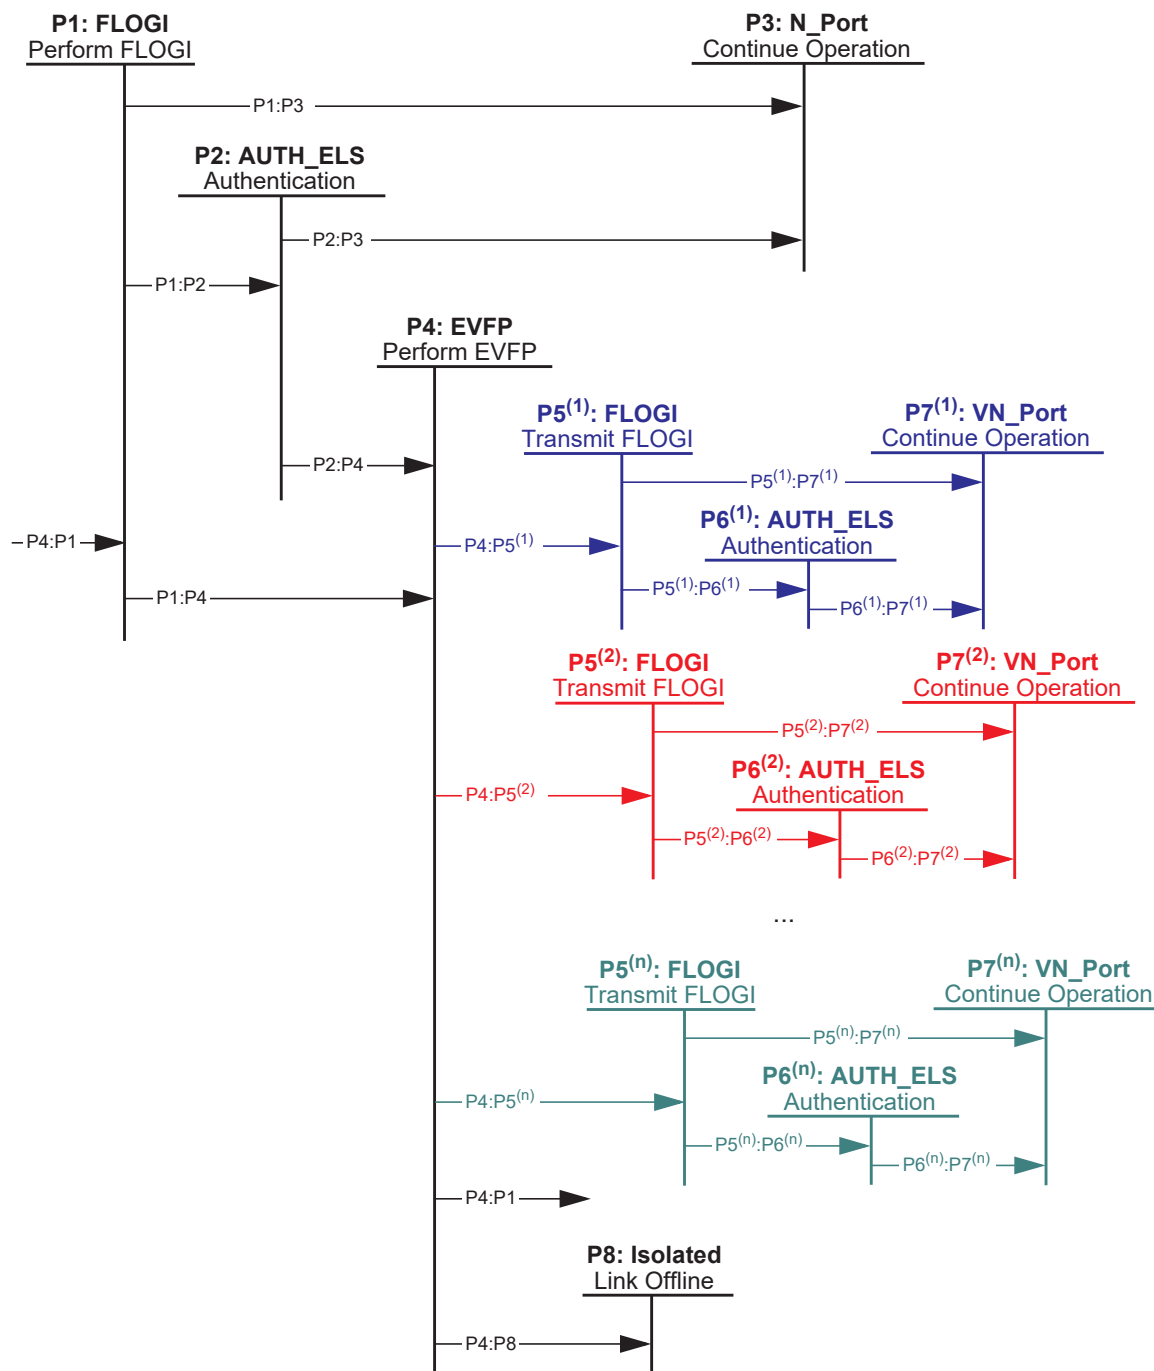 P1: FLOGI
Perform FLOGI
P3: N_Port
Continue Operation
P1:P3
P2: AUTH_ELS
Authentication
P2:P3
P1:P2
P4: EVFP
Perform EVFP
P5(1): FLOGI
Transmit FLOGI
P7(1): VN_Port
Continue Operation
P2:P4
P5(1):P7(1)
P6(1): AUTH_ELS
Authentication
P4:P1
P4:P5(1)
P5(1):P6(1)
P1:P4
P6(1):P7(1)
P5(2): FLOGI
Transmit FLOGI
P7(2): VN_Port
Continue Operation
P5(2):P7(2)
P6(2): AUTH_ELS
Authentication
P4:P5(2)
P5(2):P6(2)
P6(2):P7(2)
...
P5(n): FLOGI
Transmit FLOGI
P7(n): VN_Port
Continue Operation
P5(n):P7(n)
P6(n): AUTH_ELS
Authentication
P4:P5(n)
P5(n):P6(n)
P6(n):P7(n)
P4:P1
P8: Isolated
Link Offline
P4:P8